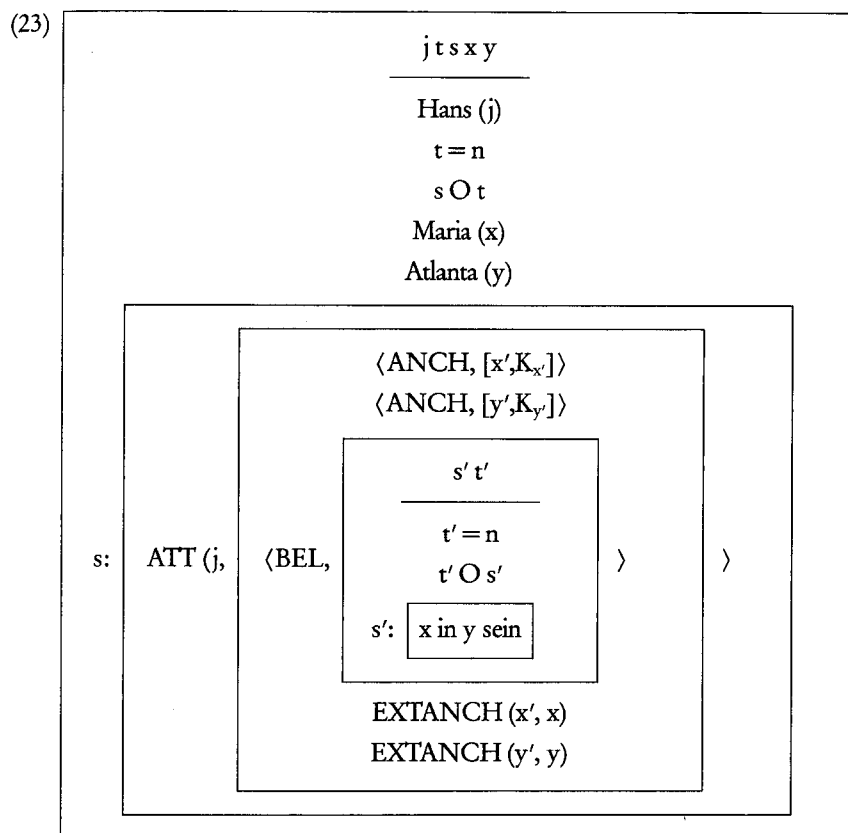 (23)
j t s x y
Hans (j)
t = n
s O t
Maria (x)
Atlanta (y)
⟨ANCH, [x′,Kx′]⟩
⟨ANCH, [y′,Ky′]⟩
s′ t′
t′ = n
t′ O s′
s: ATT (j, ⟨BEL, ⟩ ⟩
s′: x in y sein
EXTANCH (x′, x)
EXTANCH (y′, y)